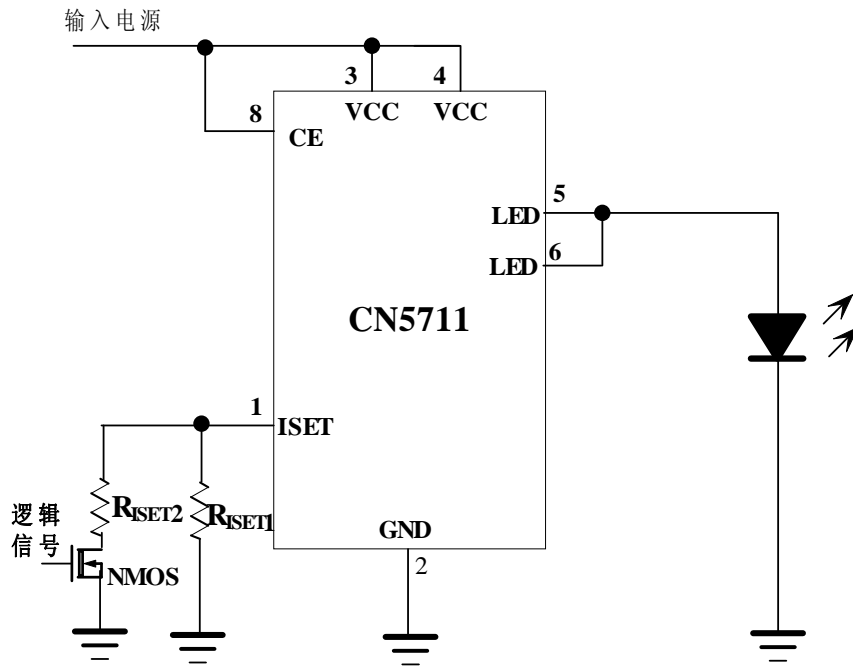 输入电源
3 4
8 VCC VCC
CE
5
LED
6
LED
CN5711
1
ISET
RISET2 RISET1
逻辑
信号
NMOS
GND
2